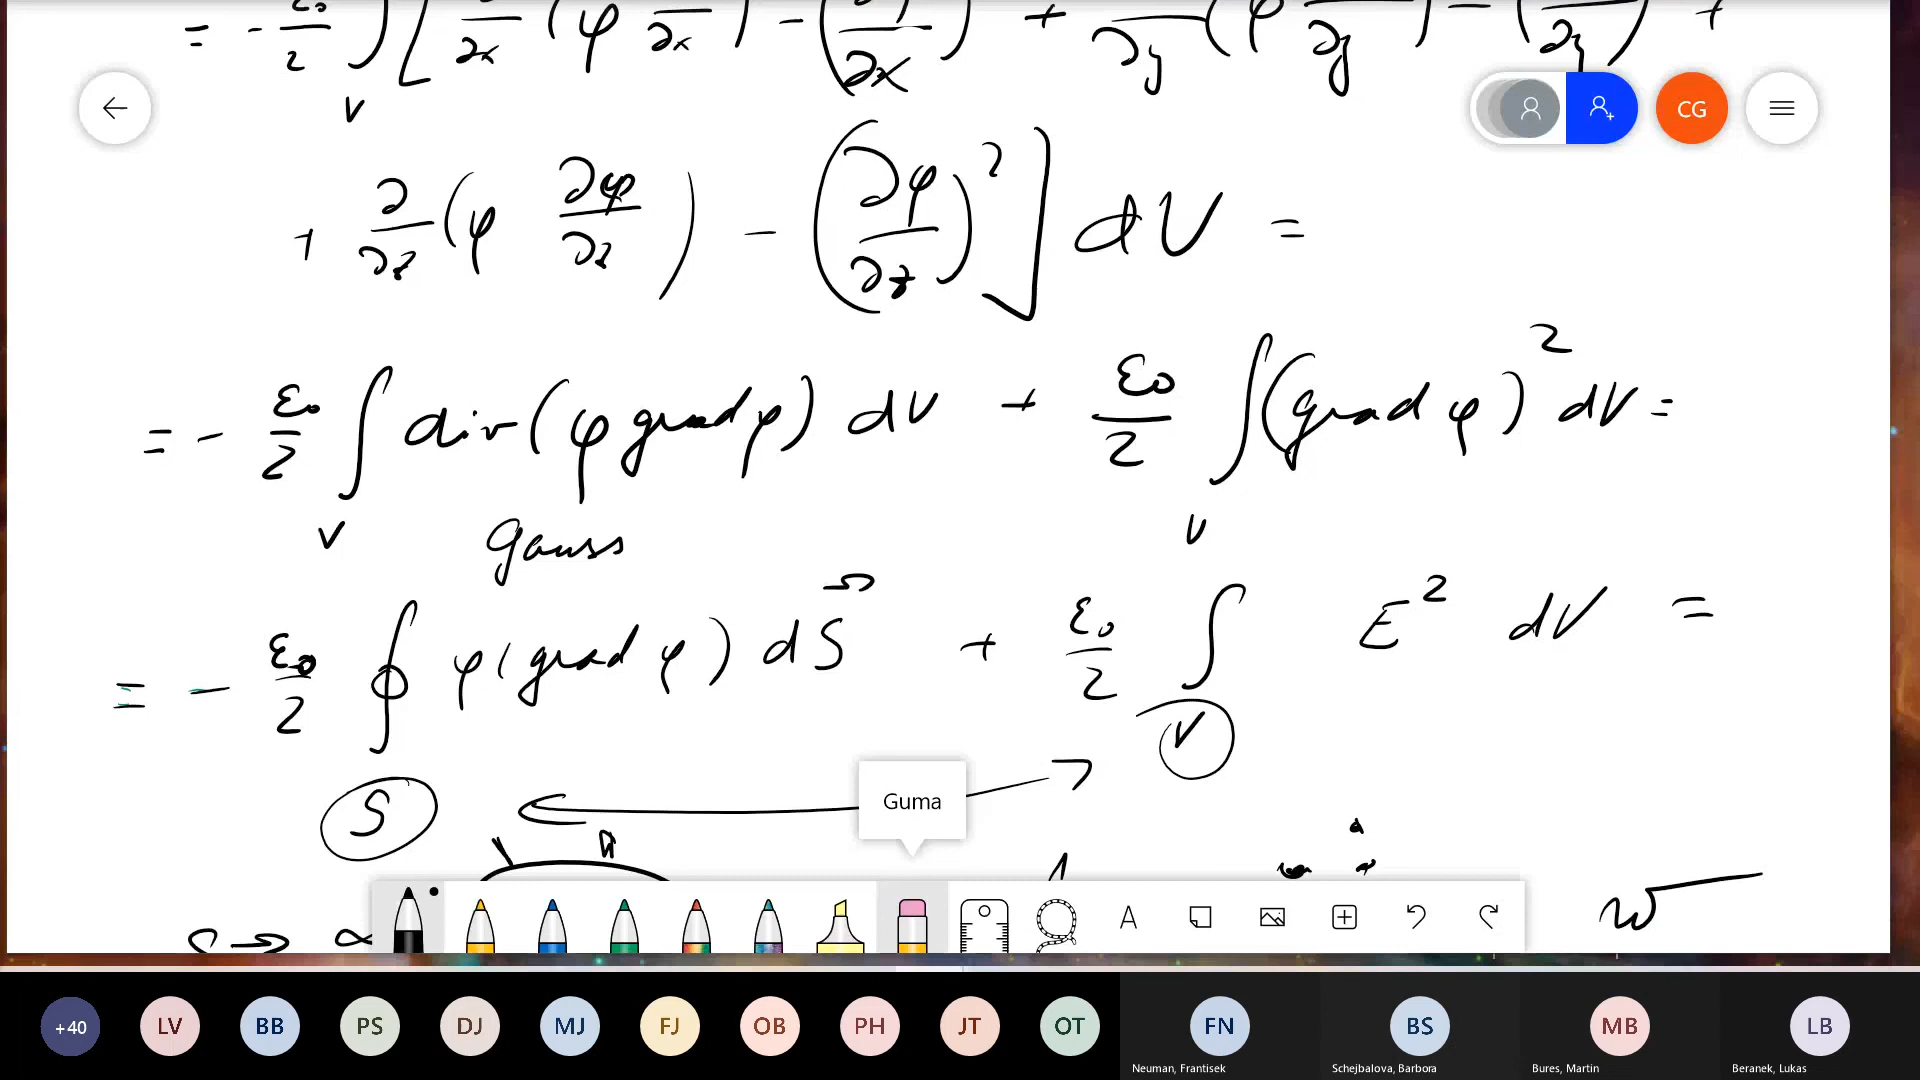 = - ε₀/2 ∫ [ ∂/∂x (φ ∂/∂x) - (∂φ/∂x) + ∂/∂y (φ ∂/∂y) - (∂/∂y) +
V
CG
+ ∂/∂z (φ ∂φ/∂z) - (∂φ/∂z)² ] dV =
= - ε₀/2 ∫ div(φ grad φ) dV + ε₀/2 ∫ (grad φ)² dV =
V Gauss V
= - ε₀/2 ∮ φ(grad φ) dS + ε₀/2 ∫ E² dV =
S V
Guma
S → ∞
w
A
+40 LV BB PS DJ MJ FJ OB PH JT OT FN BS MB LB
Neuman, Frantisek Schejbalova, Barbora Bures, Martin Beranek, Lukas